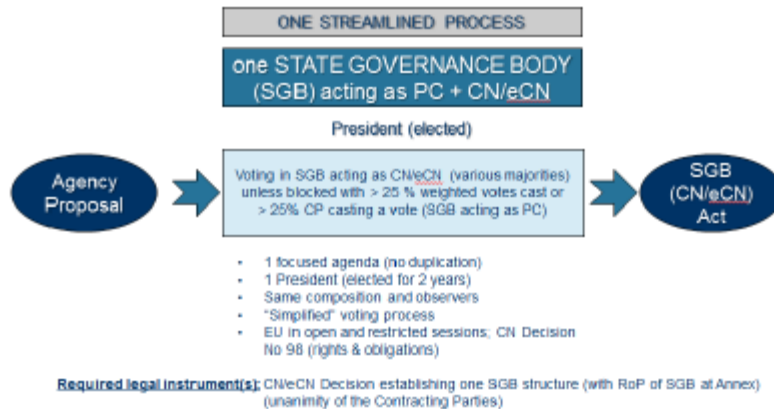 ONE STREAMLINED PROCESS
one STATE GOVERNANCE BODY
(SGB) acting as PC + CN/eCN
President (elected)
Agency
Proposal
Voting in SGB acting as CN/eCN (various majorities)
unless blocked with > 25 % weighted votes cast or
> 25% CP casting a vote (SGB acting as PC)
SGB
(CN/eCN)
Act
• 1 focused agenda (no duplication)
• 1 President (elected for 2 years)
• Same composition and observers
• "Simplified" voting process
• EU in open and restricted sessions; CN Decision
No 98 (rights & obligations)
Required legal instrument(s): CN/eCN Decision establishing one SGB structure (with RoP of SGB at Annex)
(unanimity of the Contracting Parties)